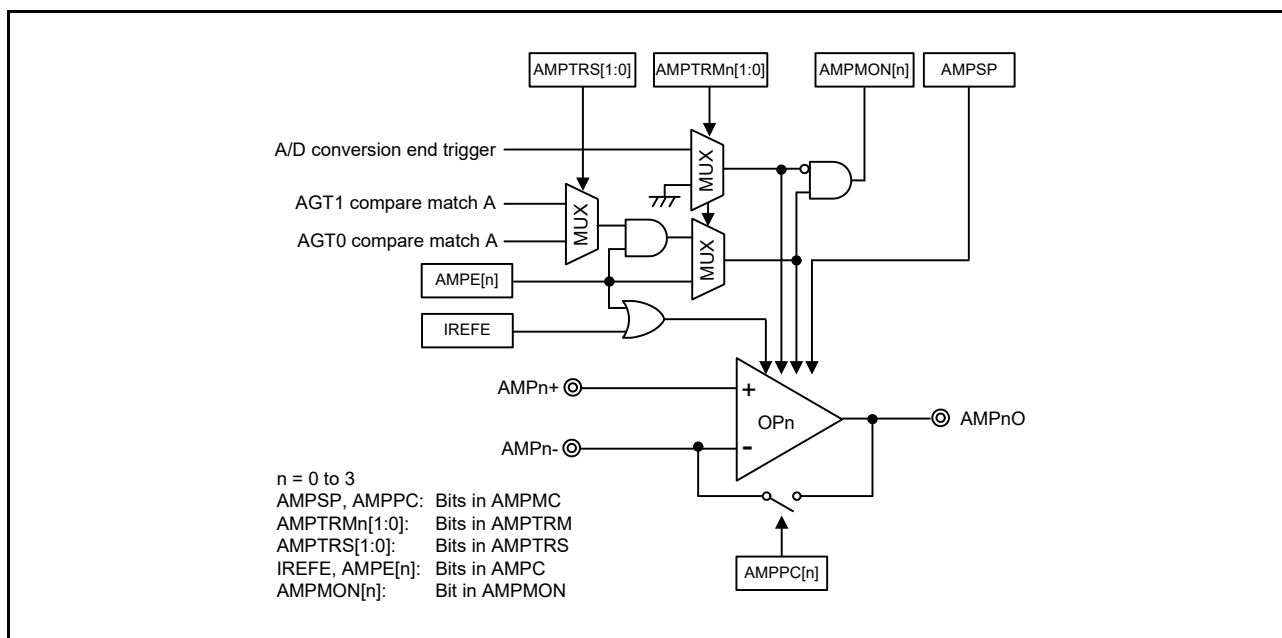 AMPTRS[1:0]
AMPTRMn[1:0]
AMPMON[n]
AMPSP
A/D conversion end trigger
MUX
AGT1 compare match A
MUX
AGT0 compare match A
MUX
AMPE[n]
IREFE
AMPn+
+
OPn
AMPnO
AMPn-
-
n = 0 to 3
AMPSP, AMPPC: Bits in AMPMC
AMPTRMn[1:0]: Bits in AMPTRM
AMPTRS[1:0]: Bits in AMPTRS
IREFE, AMPE[n]: Bits in AMPC
AMPMON[n]: Bit in AMPMON
AMPPC[n]